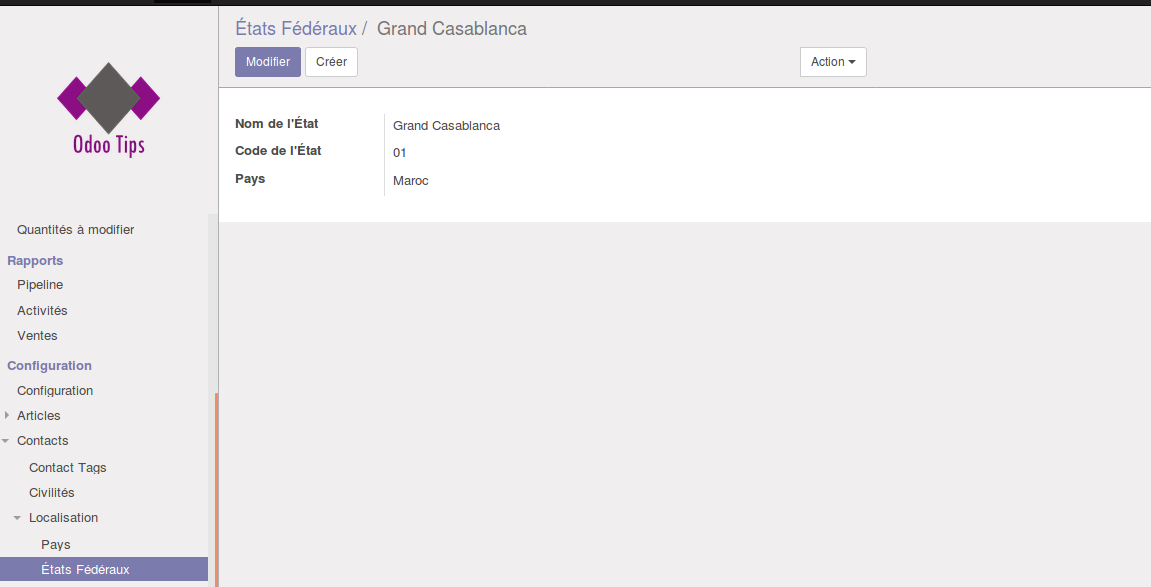 États Fédéraux / Grand Casablanca
Modifier Créer Action
Odoo Tips
Nom de l'État Grand Casablanca
Code de l'État 01
Pays Maroc
Quantités à modifier
Rapports
Pipeline
Activités
Ventes
Configuration
Configuration
Articles
Contacts
Contact Tags
Civilités
Localisation
Pays
États Fédéraux